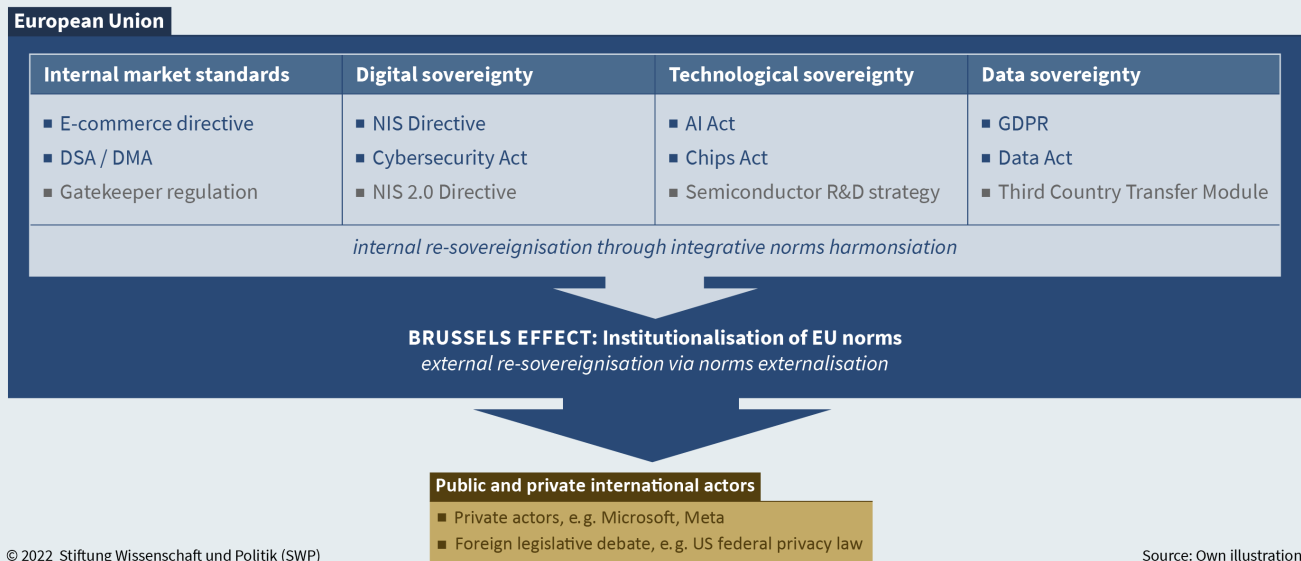 European Union
Internal market standards
Digital sovereignty
Technological sovereignty
Data sovereignty
■ E-commerce directive
■ DSA / DMA
■ Gatekeeper regulation
■ NIS Directive
■ Cybersecurity Act
■ NIS 2.0 Directive
■ AI Act
■ Chips Act
■ Semiconductor R&D strategy
■ GDPR
■ Data Act
■ Third Country Transfer Module
internal re-sovereignisation through integrative norms harmonsiation
BRUSSELS EFFECT: Institutionalisation of EU norms
external re-sovereignisation via norms externalisation
Public and private international actors
■ Private actors, e.g. Microsoft, Meta
■ Foreign legislative debate, e.g. US federal privacy law
© 2022 Stiftung Wissenschaft und Politik (SWP)
Source: Own illustration